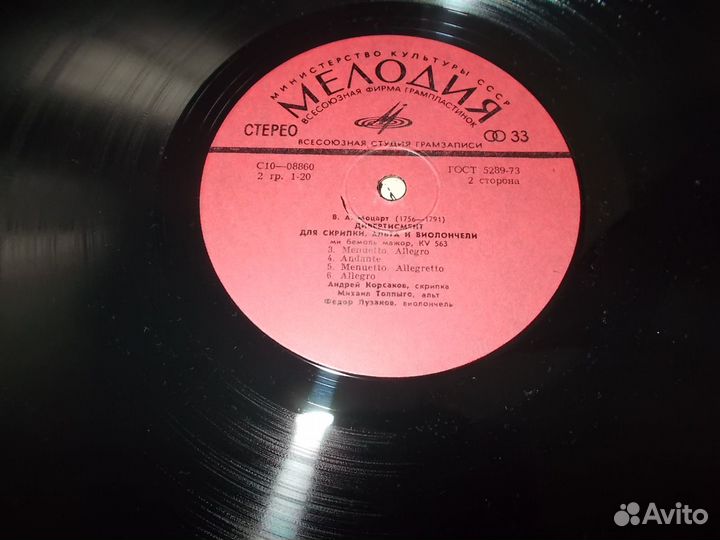 МИНИСТЕРСТВО КУЛЬТУРЫ СССР
МЕЛОДИЯ
ВСЕСОЮЗНАЯ ФИРМА ГРАМПЛАСТИНОК
СТЕРЕО
33
ВСЕСОЮЗНАЯ СТУДИЯ ГРАМЗАПИСИ
С10—08860
ГОСТ 5289-73
2 гр. 1-20
2 сторона
В. А. Моцарт (1756—1791)
ДИВЕРТИСМЕНТ
ДЛЯ СКРИПКИ, АЛЬТА И ВИОЛОНЧЕЛИ
ми бемоль мажор, KV 563
3. Menuetto. Allegro
4. Andante
5. Menuetto. Allegretto
6. Allegro
Андрей Корсаков, скрипка
Михаил Толпыго, альт
Федор Лузанов, виолончель
Avito